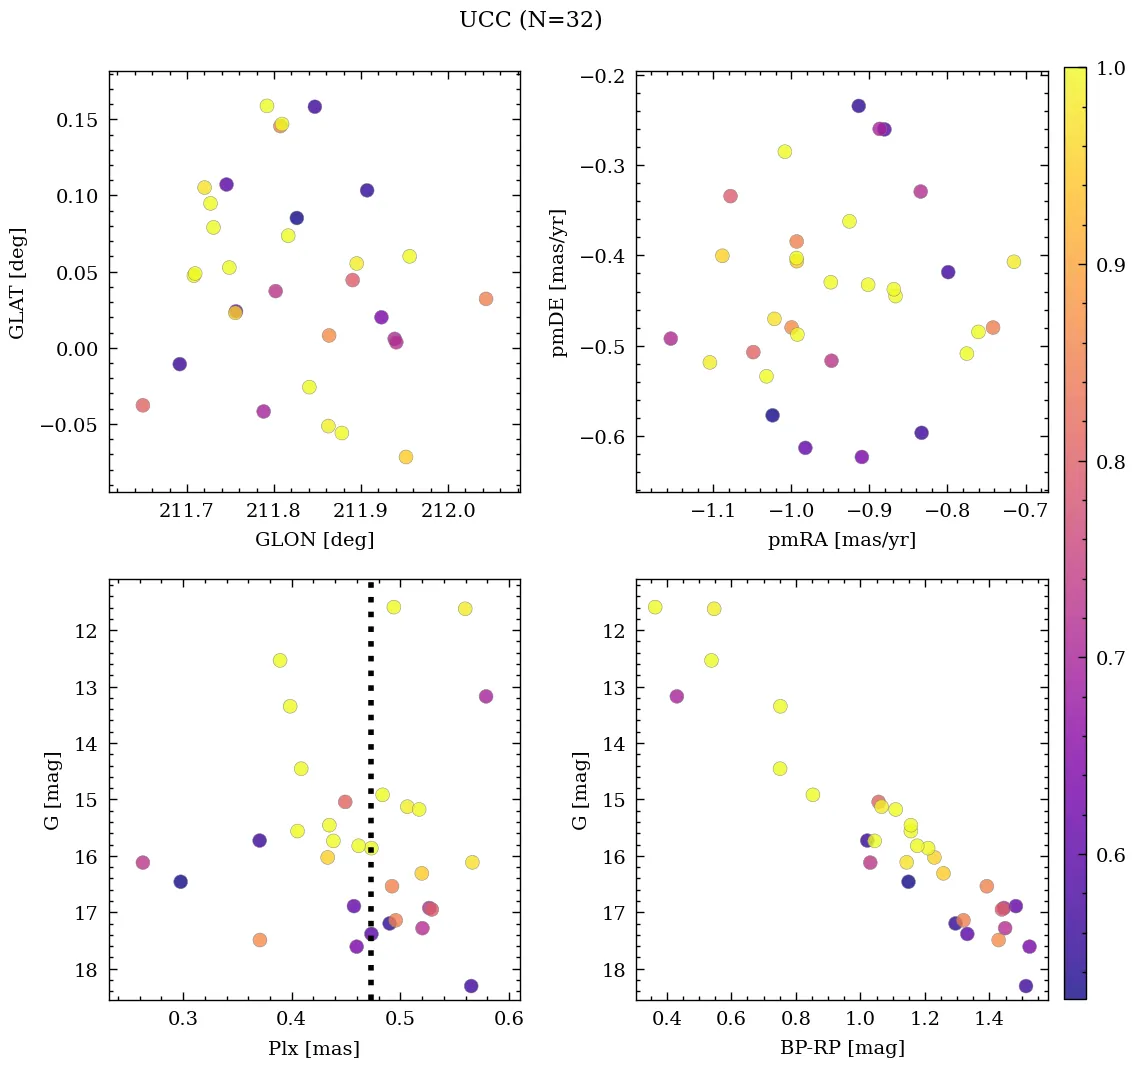 UCC (N=32)
0.15
0.10
0.05
0.00
−0.05
GLAT [deg]
211.7 211.8 211.9 212.0
GLON [deg]
−0.2
−0.3
−0.4
−0.5
−0.6
pmDE [mas/yr]
−1.1 −1.0 −0.9 −0.8 −0.7
pmRA [mas/yr]
1.0
0.9
0.8
0.7
0.6
12
13
14
15
16
17
18
G [mag]
0.3 0.4 0.5 0.6
Plx [mas]
12
13
14
15
16
17
18
G [mag]
0.4 0.6 0.8 1.0 1.2 1.4
BP-RP [mag]